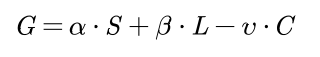 G = α · S + β · L − υ · C